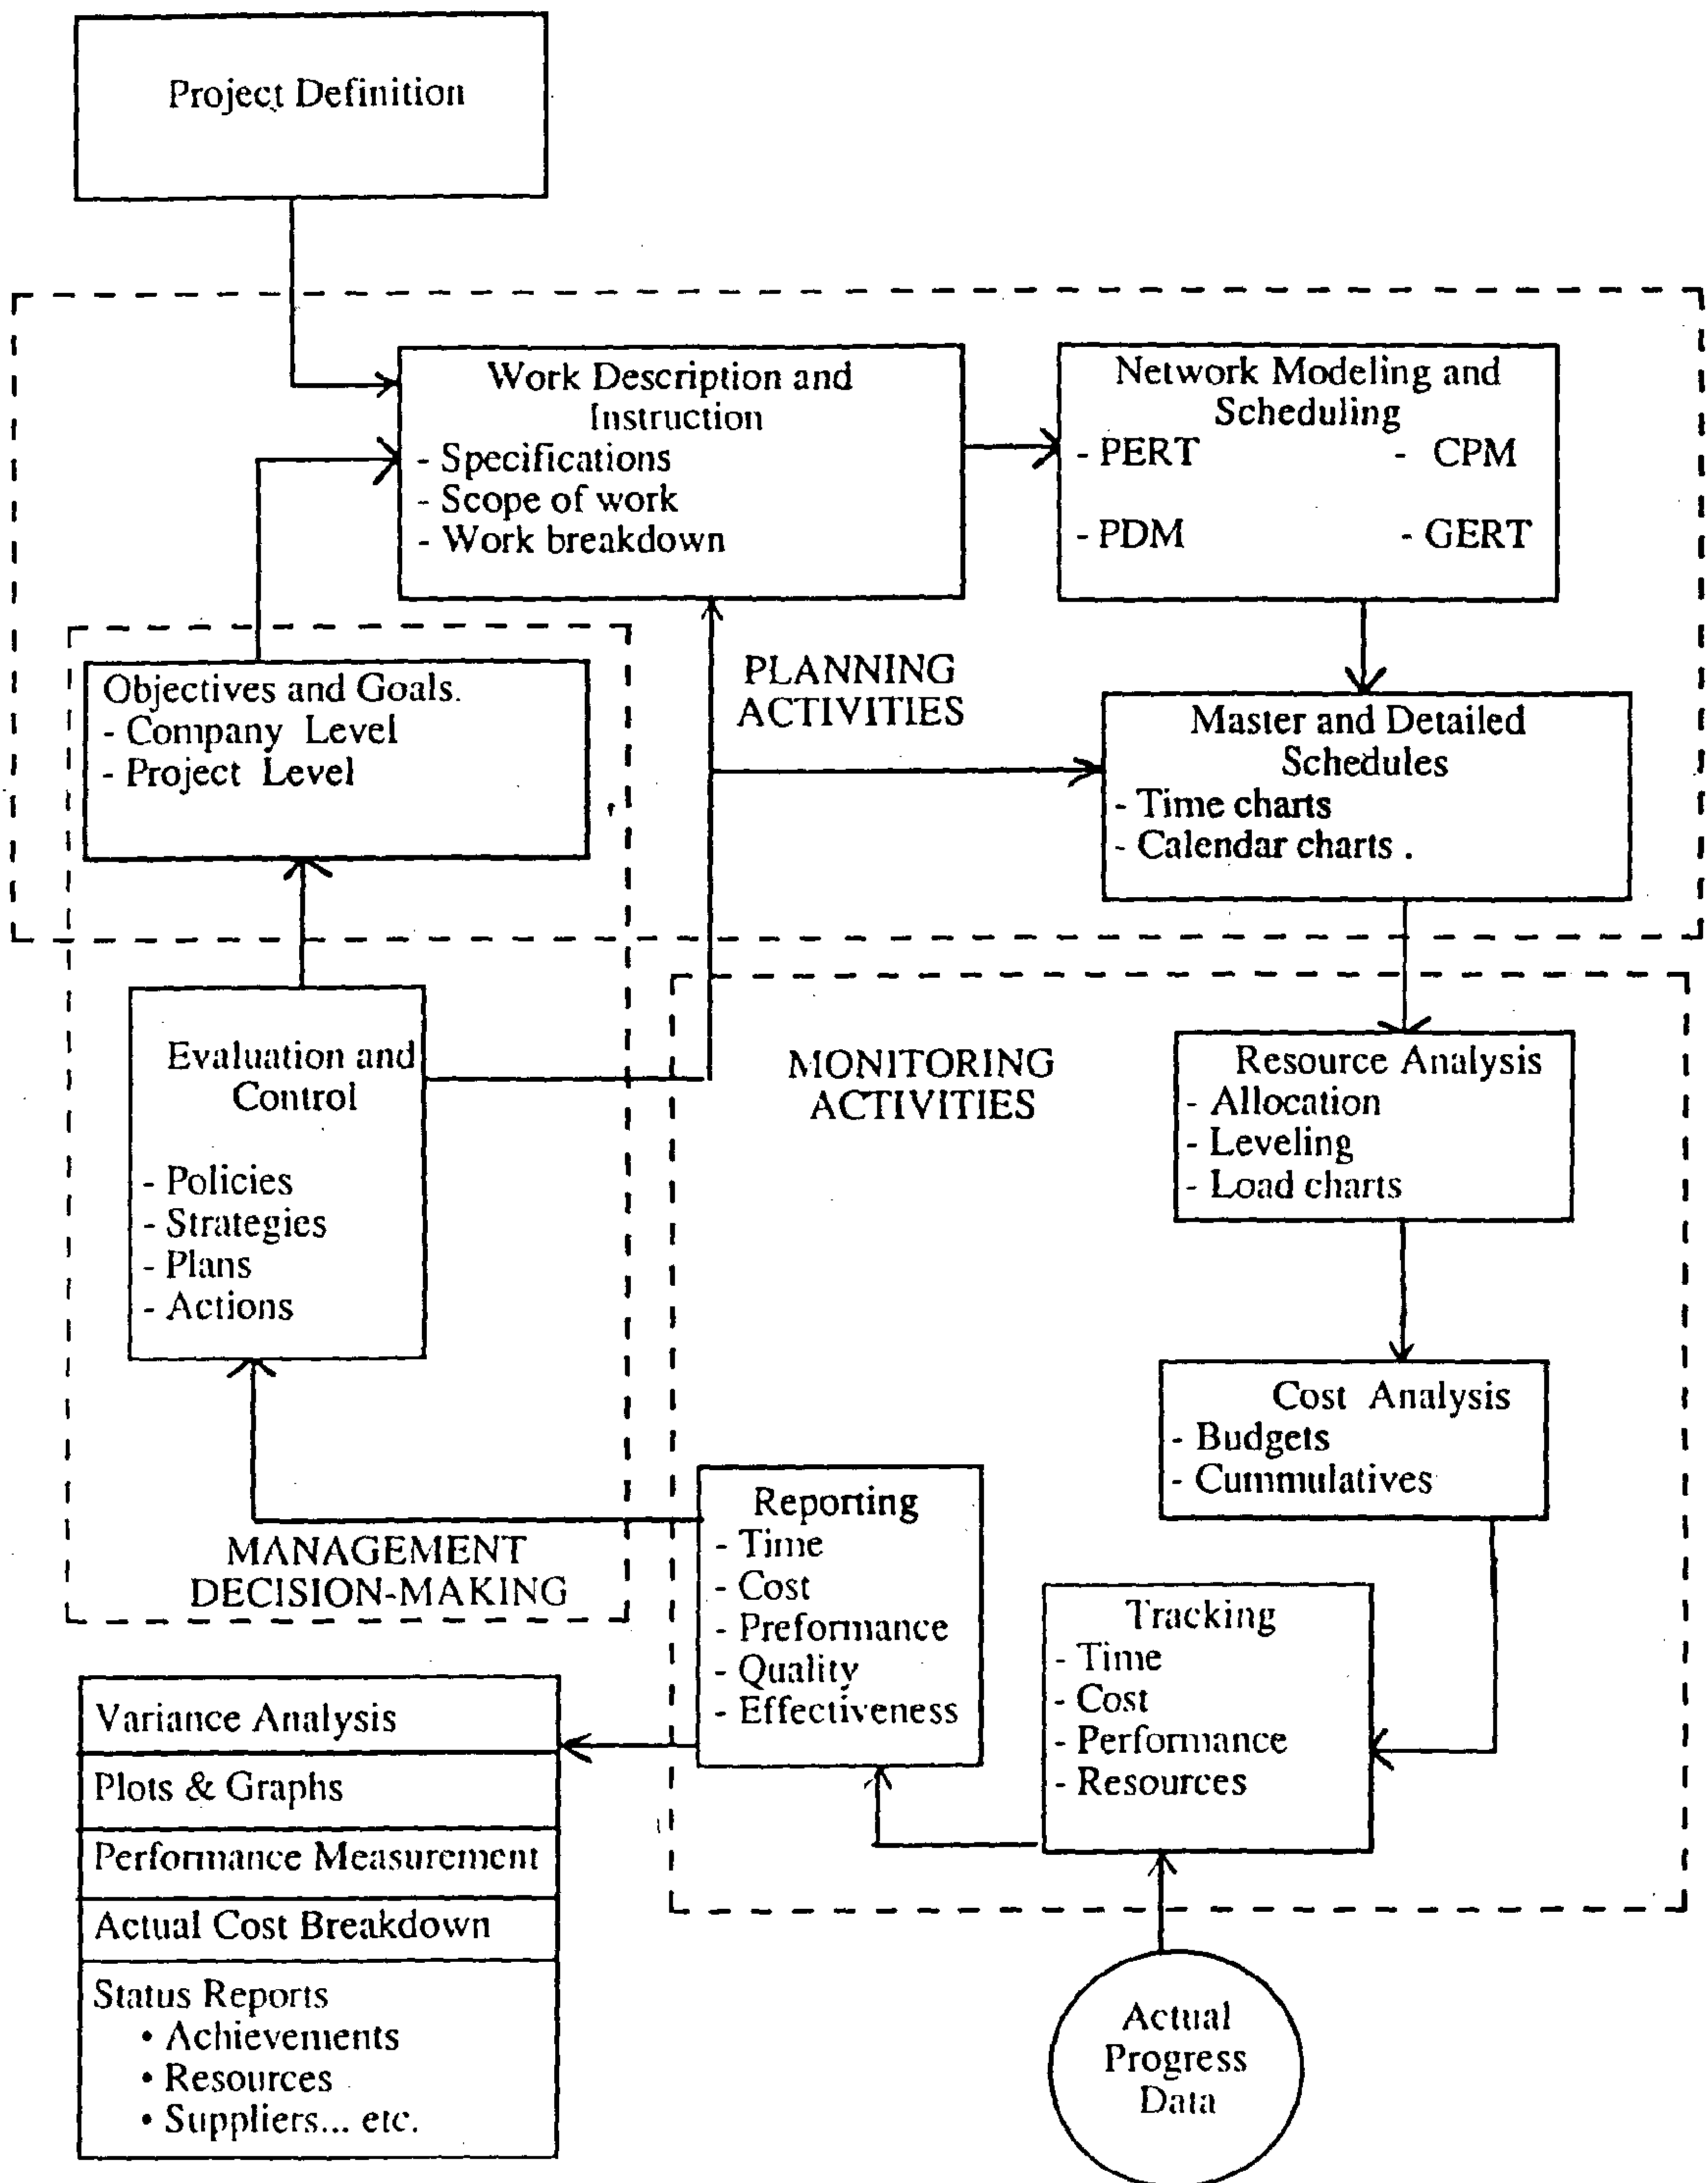 Project Definition
Work Description and
Instruction
- Specifications
- Scope of work
- Work breakdown
Network Modeling and
Scheduling
- PERT - CPM
- PDM - GERT
Objectives and Goals.
- Company Level
- Project Level
PLANNING
ACTIVITIES
Master and Detailed
Schedules
- Time charts
- Calendar charts .
Evaluation and
Control
- Policies
- Strategies
- Plans
- Actions
MONITORING
ACTIVITIES
Resource Analysis
- Allocation
- Leveling
- Load charts
Cost Analysis
- Budgets
- Cummulatives
MANAGEMENT
DECISION-MAKING
Reporting
- Time
- Cost
- Preformance
- Quality
- Effectiveness
Tracking
- Time
- Cost
- Performance
- Resources
Variance Analysis
Plots & Graphs
Performance Measurement
Actual Cost Breakdown
Status Reports
• Achievements
• Resources
• Suppliers... etc.
Actual
Progress
Data